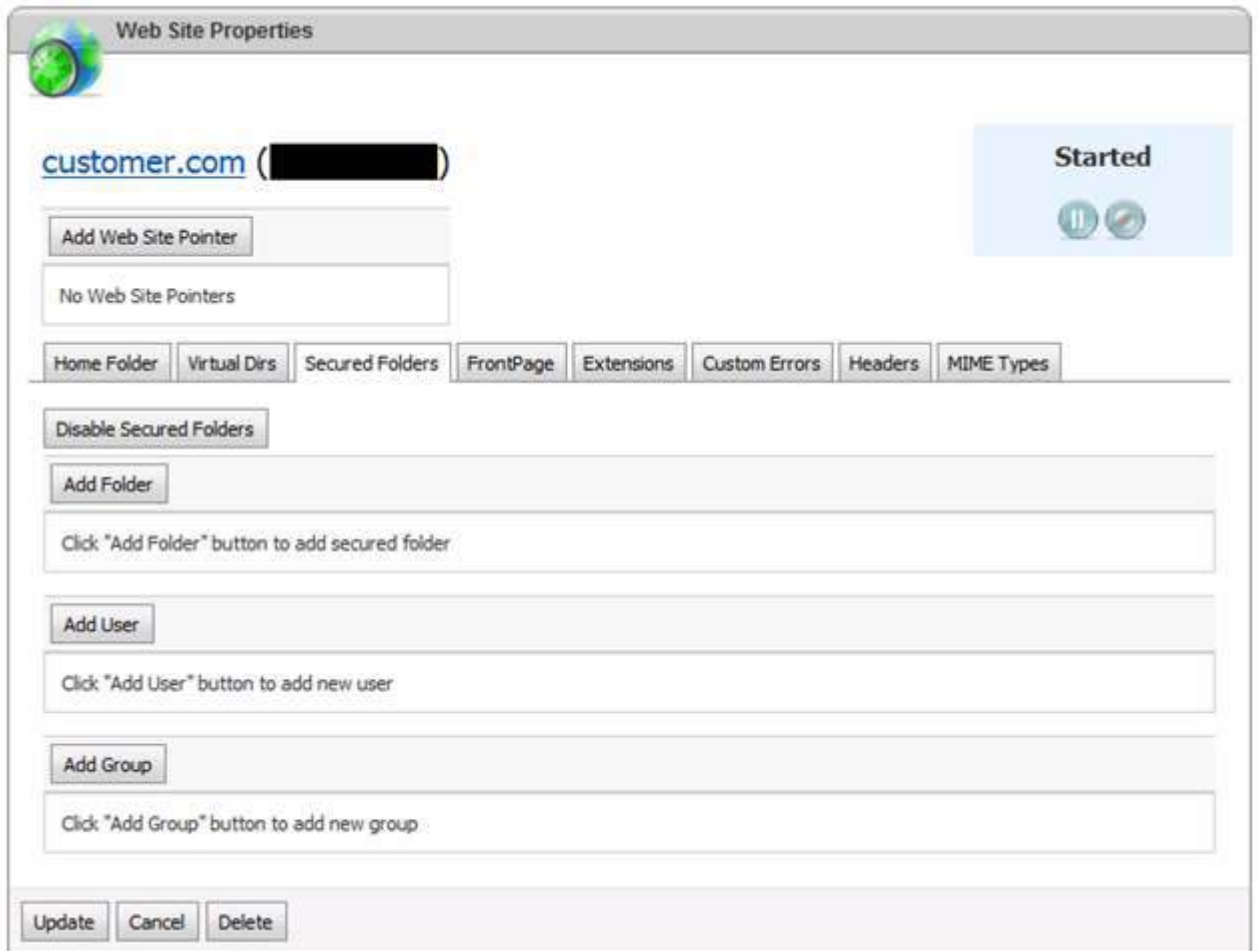 Web Site Properties
customer.com ( )
Started
Add Web Site Pointer
No Web Site Pointers
Home Folder Virtual Dirs Secured Folders FrontPage Extensions Custom Errors Headers MIME Types
Disable Secured Folders
Add Folder
Click "Add Folder" button to add secured folder
Add User
Click "Add User" button to add new user
Add Group
Click "Add Group" button to add new group
Update Cancel Delete